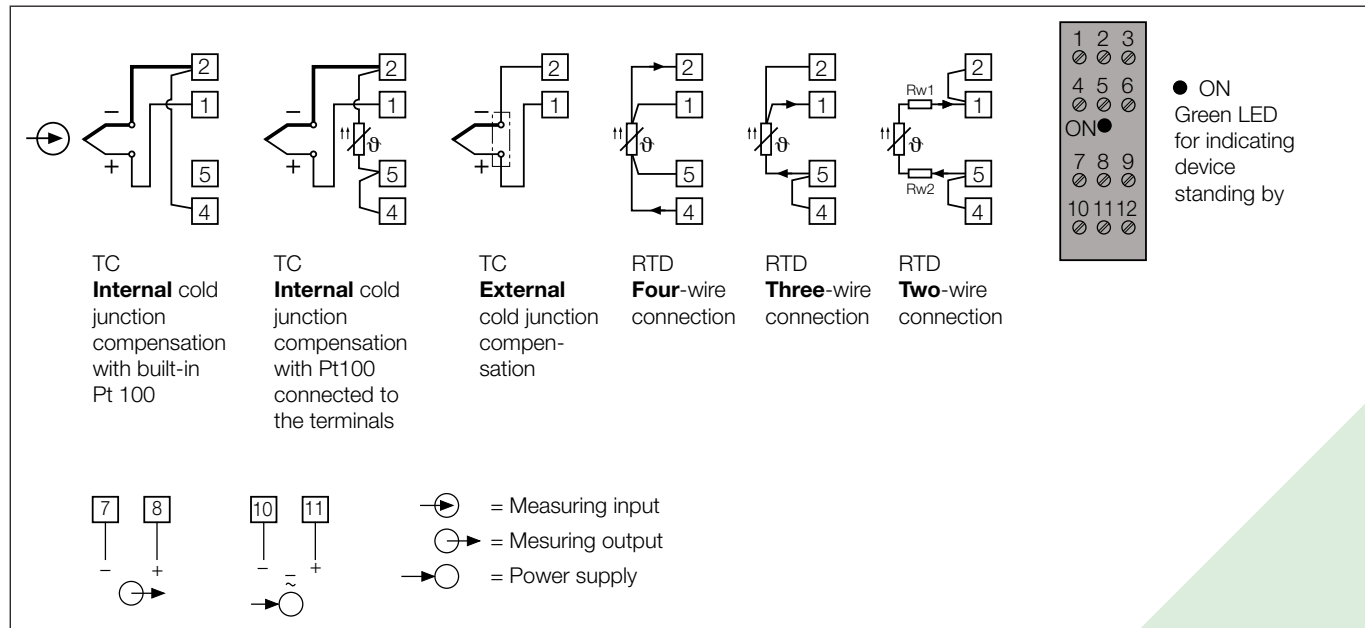 2
1
5
4
−
+
TC
Internal cold
junction
compensation
with built-in
Pt 100
2
1
5
4
−
+
ϑ
TC
Internal cold
junction
compensation
with Pt100
connected to
the terminals
2
1
−
+
TC
External
cold junction
compen-
sation
2
1
5
4
ϑ
RTD
Four-wire
connection
2
1
5
4
ϑ
RTD
Three-wire
connection
2
1
5
4
Rw1
ϑ
Rw2
RTD
Two-wire
connection
1 2 3
4 5 6
ON
7 8 9
10 11 12
ON
Green LED
for indicating
device
standing by
7 8
− +
10 11
− +
= Measuring input
= Mesuring output
= Power supply